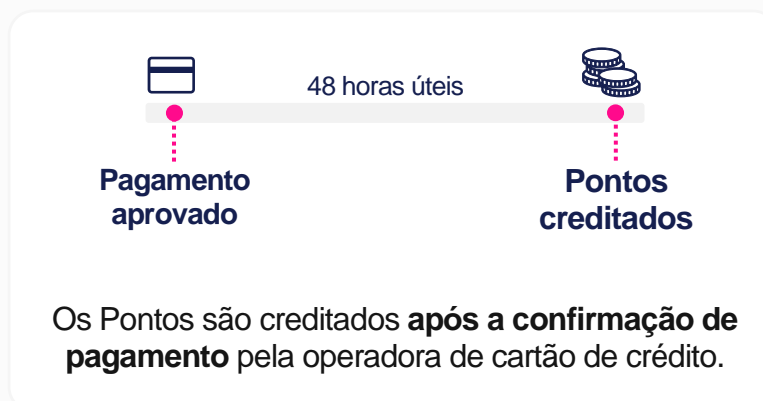 48 horas úteis
Pagamento
aprovado
Pontos
creditados
Os Pontos são creditados após a confirmação de
pagamento pela operadora de cartão de crédito.